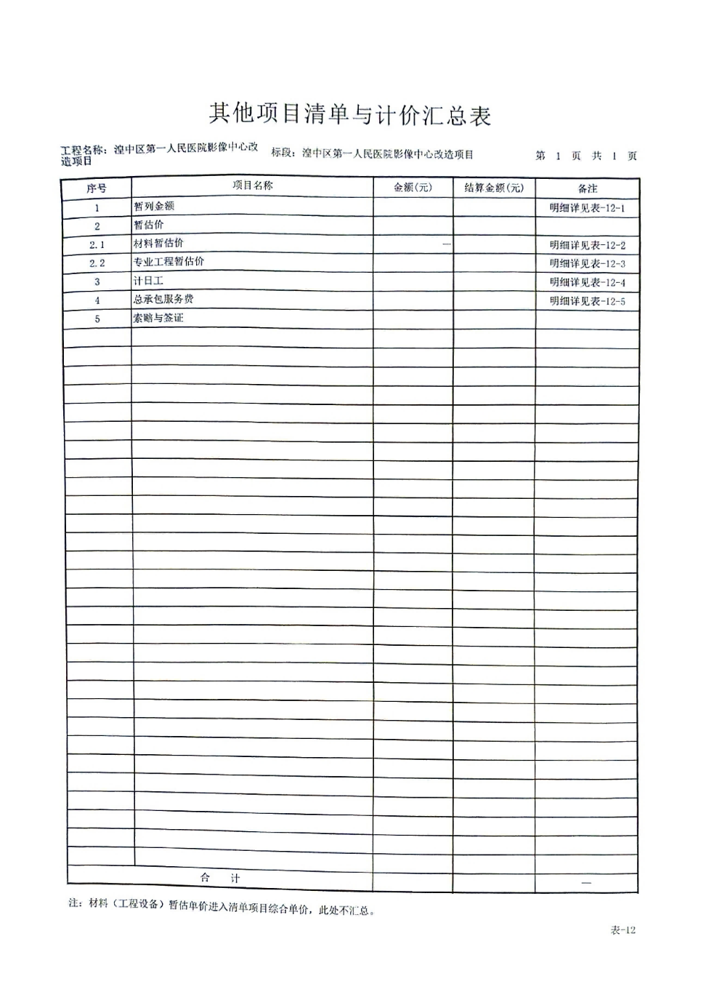 其他项目清单与计价汇总表
工程名称：湟中区第一人民医院影像中心改
造项目
标段：湟中区第一人民医院影像中心改造项目
第 1 页 共 1 页
序号 项目名称 金额(元) 结算金额(元) 备注
1 暂列金额 明细详见表-12-1
2 暂估价
2.1 材料暂估价 — 明细详见表-12-2
2.2 专业工程暂估价 明细详见表-12-3
3 计日工 明细详见表-12-4
4 总承包服务费 明细详见表-12-5
5 索赔与签证
合 计 —
注：材料（工程设备）暂估单价进入清单项目综合单价，此处不汇总。
表-12